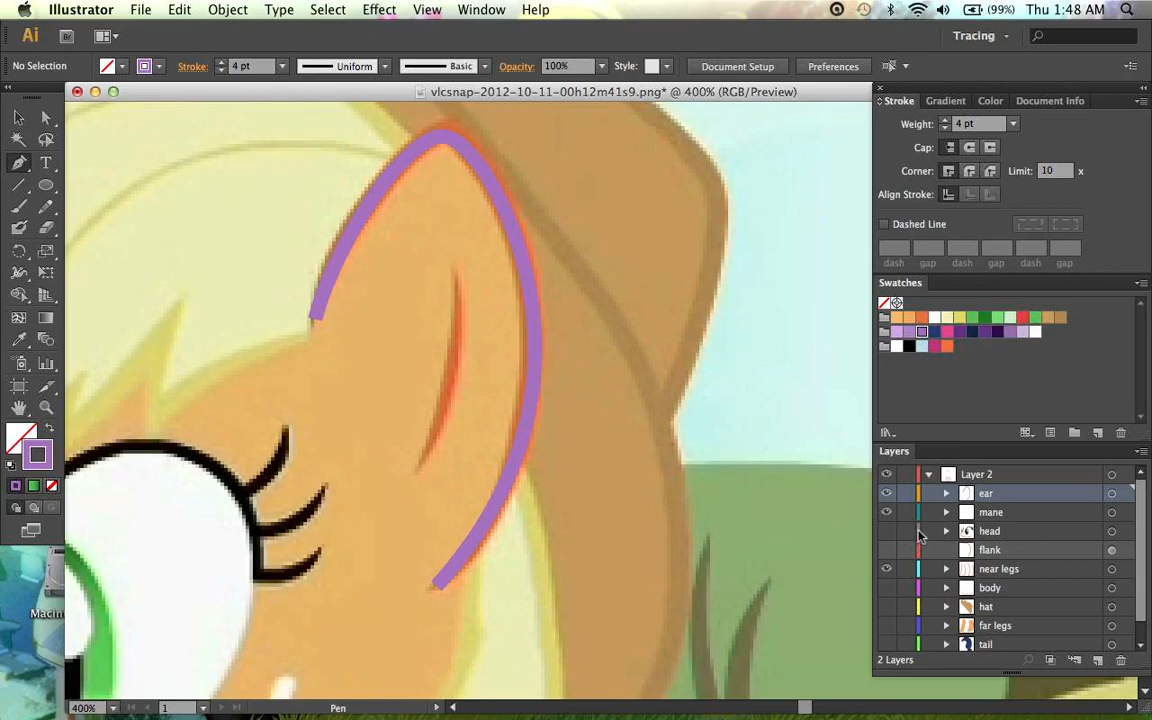 Illustrator File Edit Object Type Select Effect View Window Help (99%) Thu 1:48 AM
Ai Br Tracing
No Selection Stroke: 4 pt Uniform Basic Opacity: 100% Style: Document Setup Preferences
vlcsnap-2012-10-11-00h12m41s9.png* @ 400% (RGB/Preview)
Stroke Gradient Color Document Info
Weight: 4 pt
Cap:
Corner: Limit: 10 x
Align Stroke:
Dashed Line
dash gap dash gap dash gap
Swatches
Layers
Layer 2
ear
mane
head
flank
near legs
body
hat
far legs
tail
2 Layers
Macin
400% 1 Pen